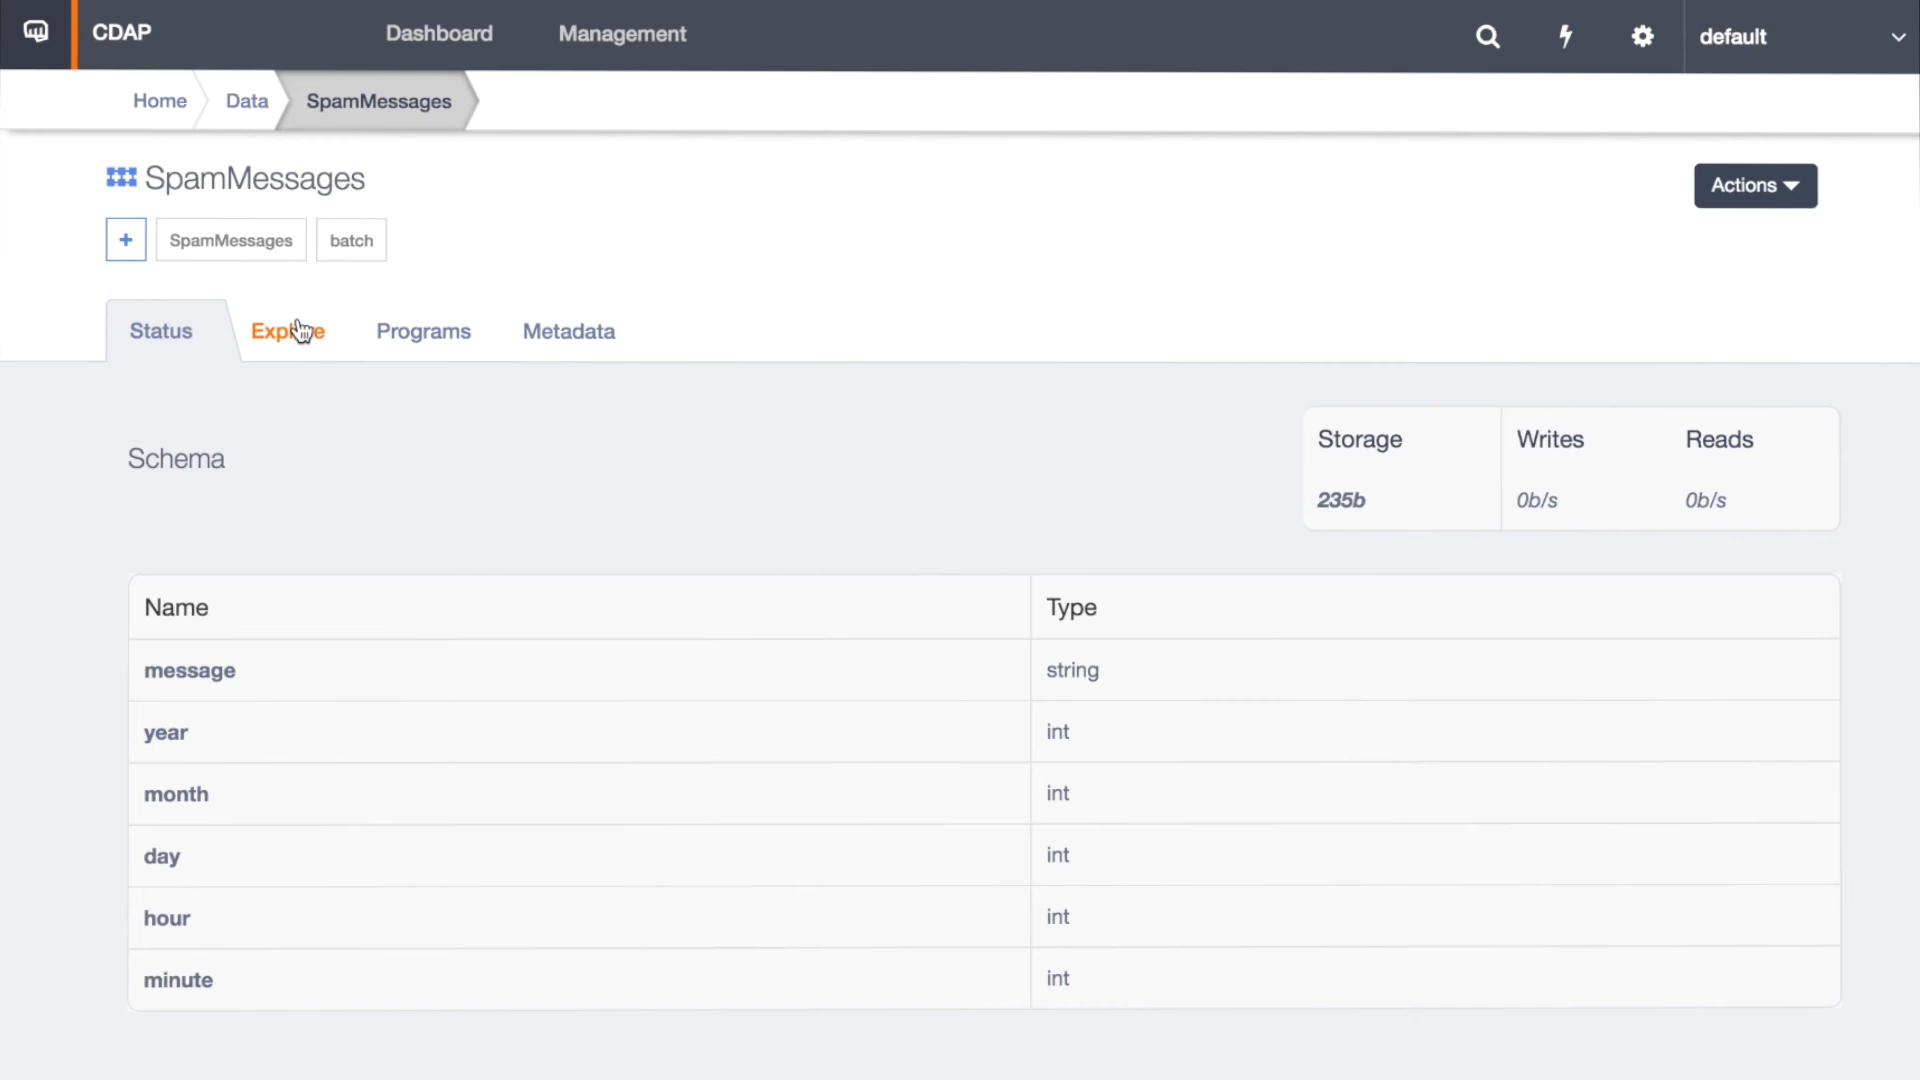 CDAP Dashboard Management default
Home Data SpamMessages
SpamMessages
Actions
+ SpamMessages batch
Status Explore Programs Metadata
Schema
Storage Writes Reads
235b 0b/s 0b/s
Name Type
message string
year int
month int
day int
hour int
minute int